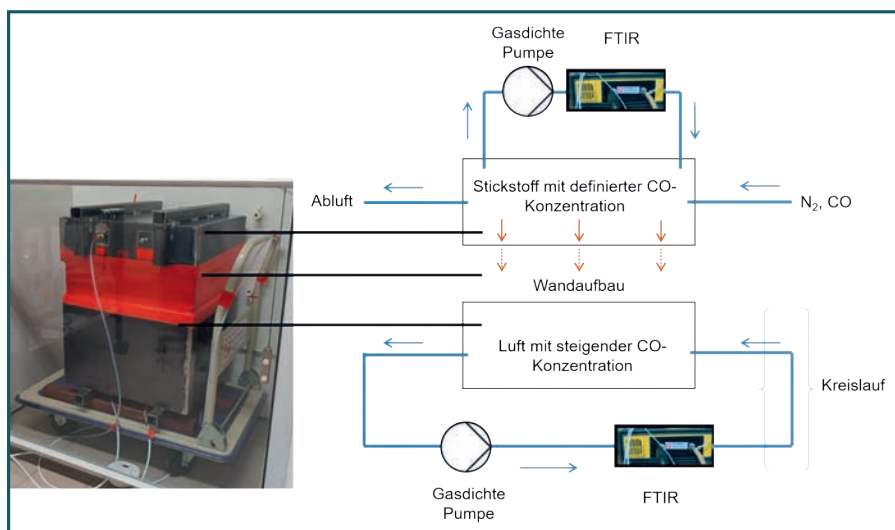 Gasdichte
Pumpe
FTIR
Abluft
Stickstoff mit definierter CO-
Konzentration
N₂, CO
Wandaufbau
Luft mit steigender CO-
Konzentration
Kreislauf
Gasdichte
Pumpe
FTIR